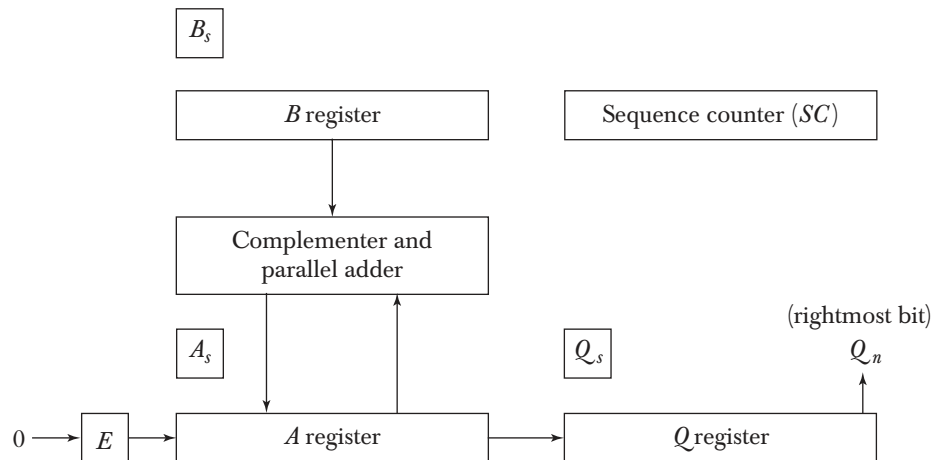 B_s
B register
Sequence counter (SC)
Complementer and
parallel adder
(rightmost bit)
A_s
Q_s
Q_n
0
E
A register
Q register